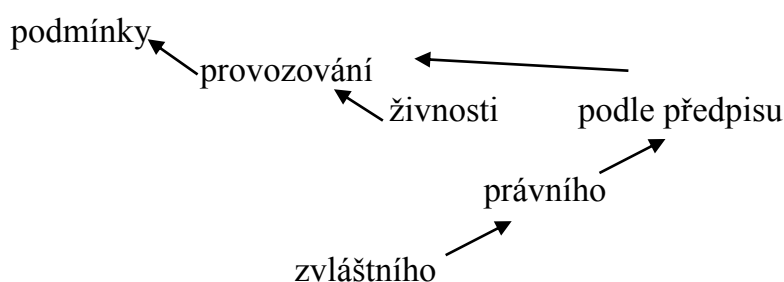 podmínky
provozování
živnosti podle předpisu
právního
zvláštního